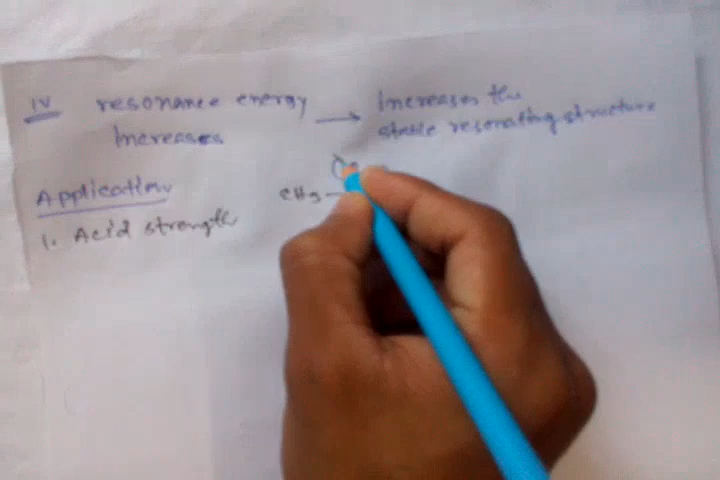 IV resonance energy Increases → Increases the
stable resonating structure
Application
1. Acid strength
CH3 –